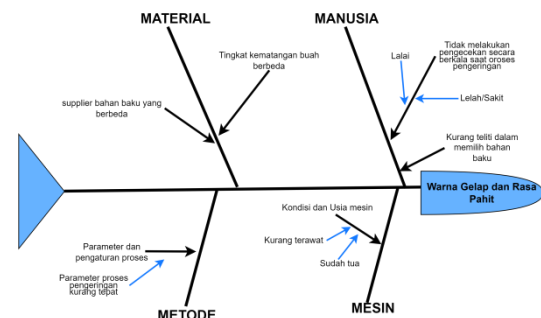 MATERIAL
MANUSIA
Tingkat kematangan buah
berbeda
supplier bahan baku yang
berbeda
Lalai
Tidak melakukan
pengecekan secara
berkala saat oroses
pengeringan
Lelah/Sakit
Kurang teliti dalam
memilih bahan
baku
Warna Gelap dan Rasa
Pahit
Kondisi dan Usia mesin
Kurang terawat
Sudah tua
Parameter dan
pengaturan proses
Parameter proses
pengeringan
kurang tepat
METODE
MESIN